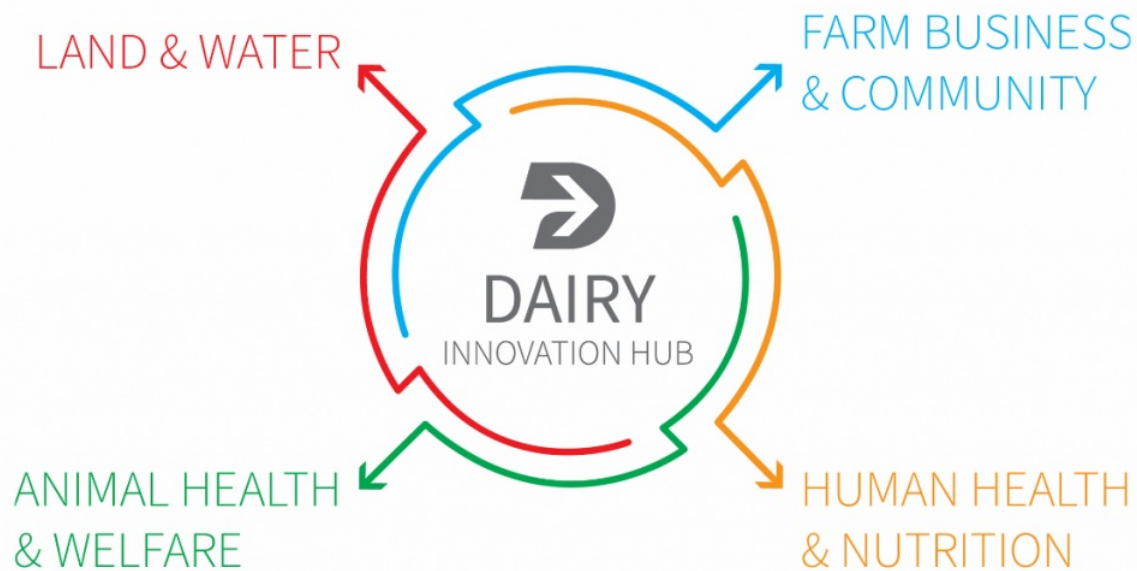 LAND & WATER
FARM BUSINESS
& COMMUNITY
DAIRY
INNOVATION HUB
ANIMAL HEALTH
& WELFARE
HUMAN HEALTH
& NUTRITION